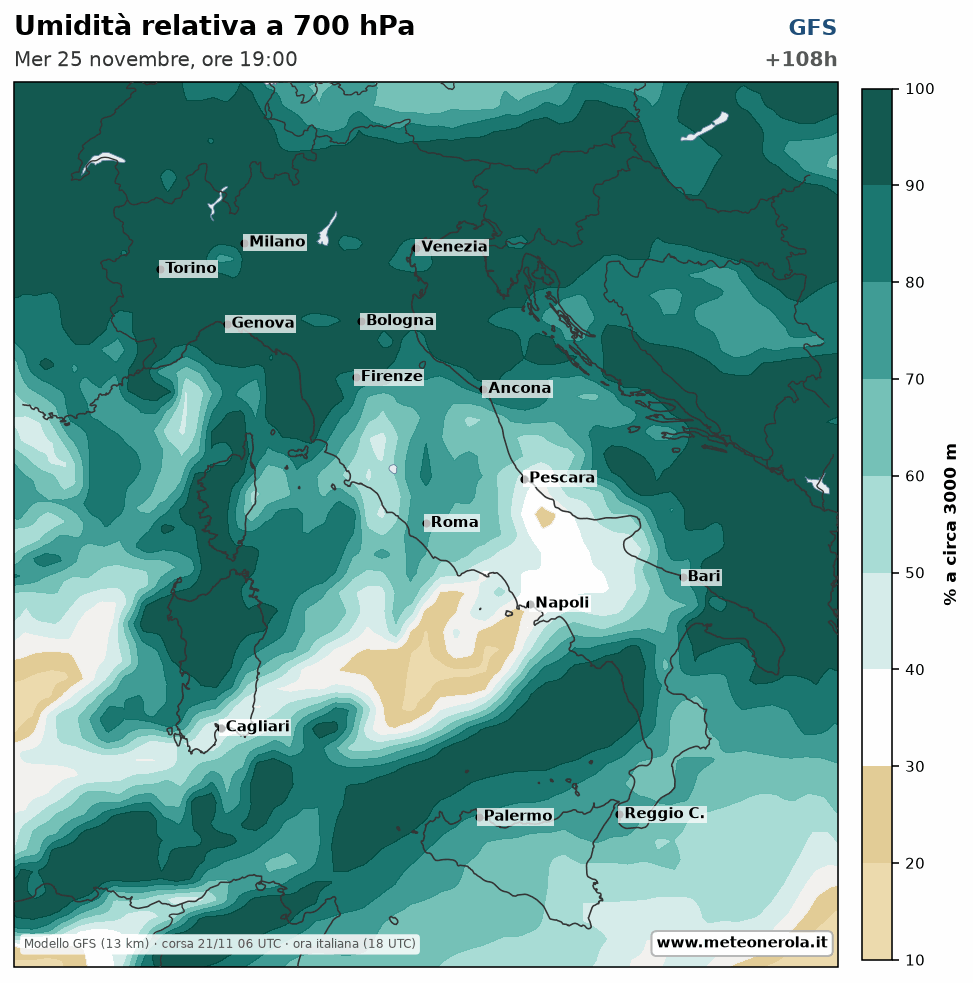 Umidità relativa a 700 hPa
GFS
Mer 25 novembre, ore 19:00
+108h
100
90
80
70
60
50
40
30
20
10
% a circa 3000 m
Milano
Venezia
Torino
Genova
Bologna
Firenze
Ancona
Pescara
Roma
Bari
Napoli
Cagliari
Palermo
Reggio C.
Modello GFS (13 km) · corsa 21/11 06 UTC · ora italiana (18 UTC)
www.meteonerola.it